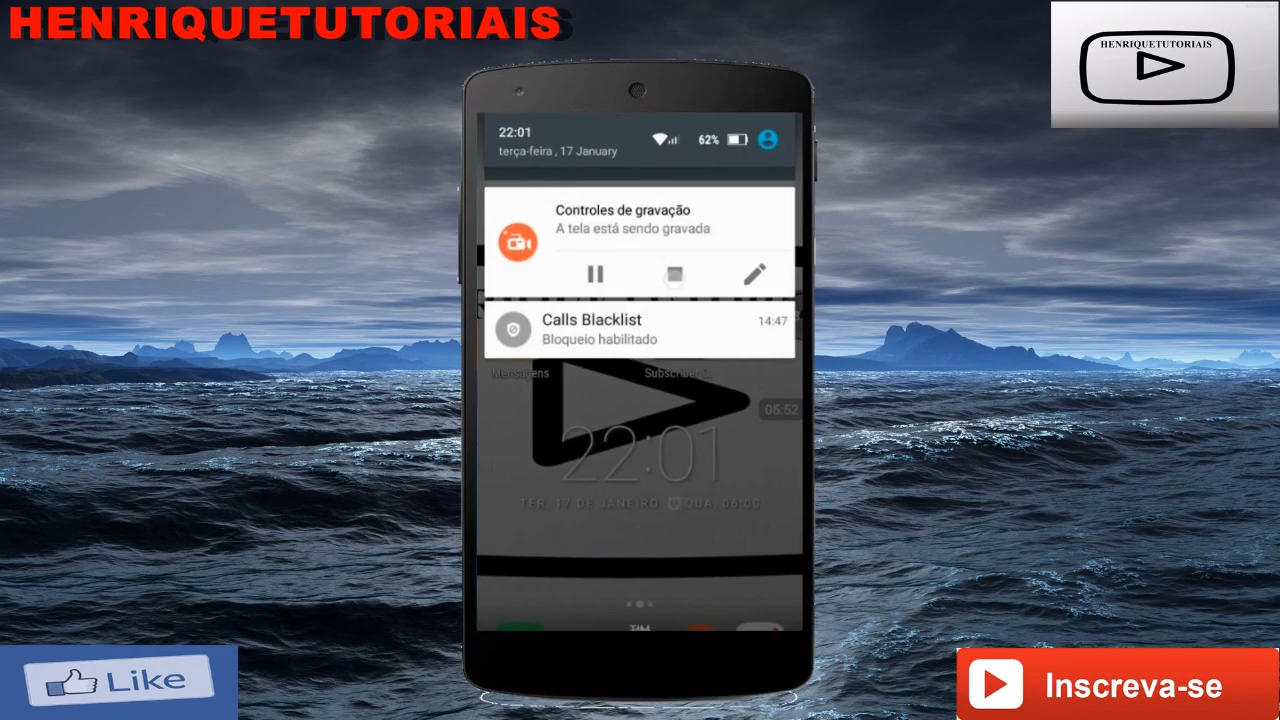 HENRIQUETUTORIAIS
HENRIQUETUTORIAIS
22:01
62%
terça-feira , 17 January
Controles de gravação
A tela está sendo gravada
Calls Blacklist
14:47
Bloqueio habilitado
Mensagens
05:52
22:01
TER, 17 DE JANEIRO QUA, 06:00
TIM
Like
Inscreva-se